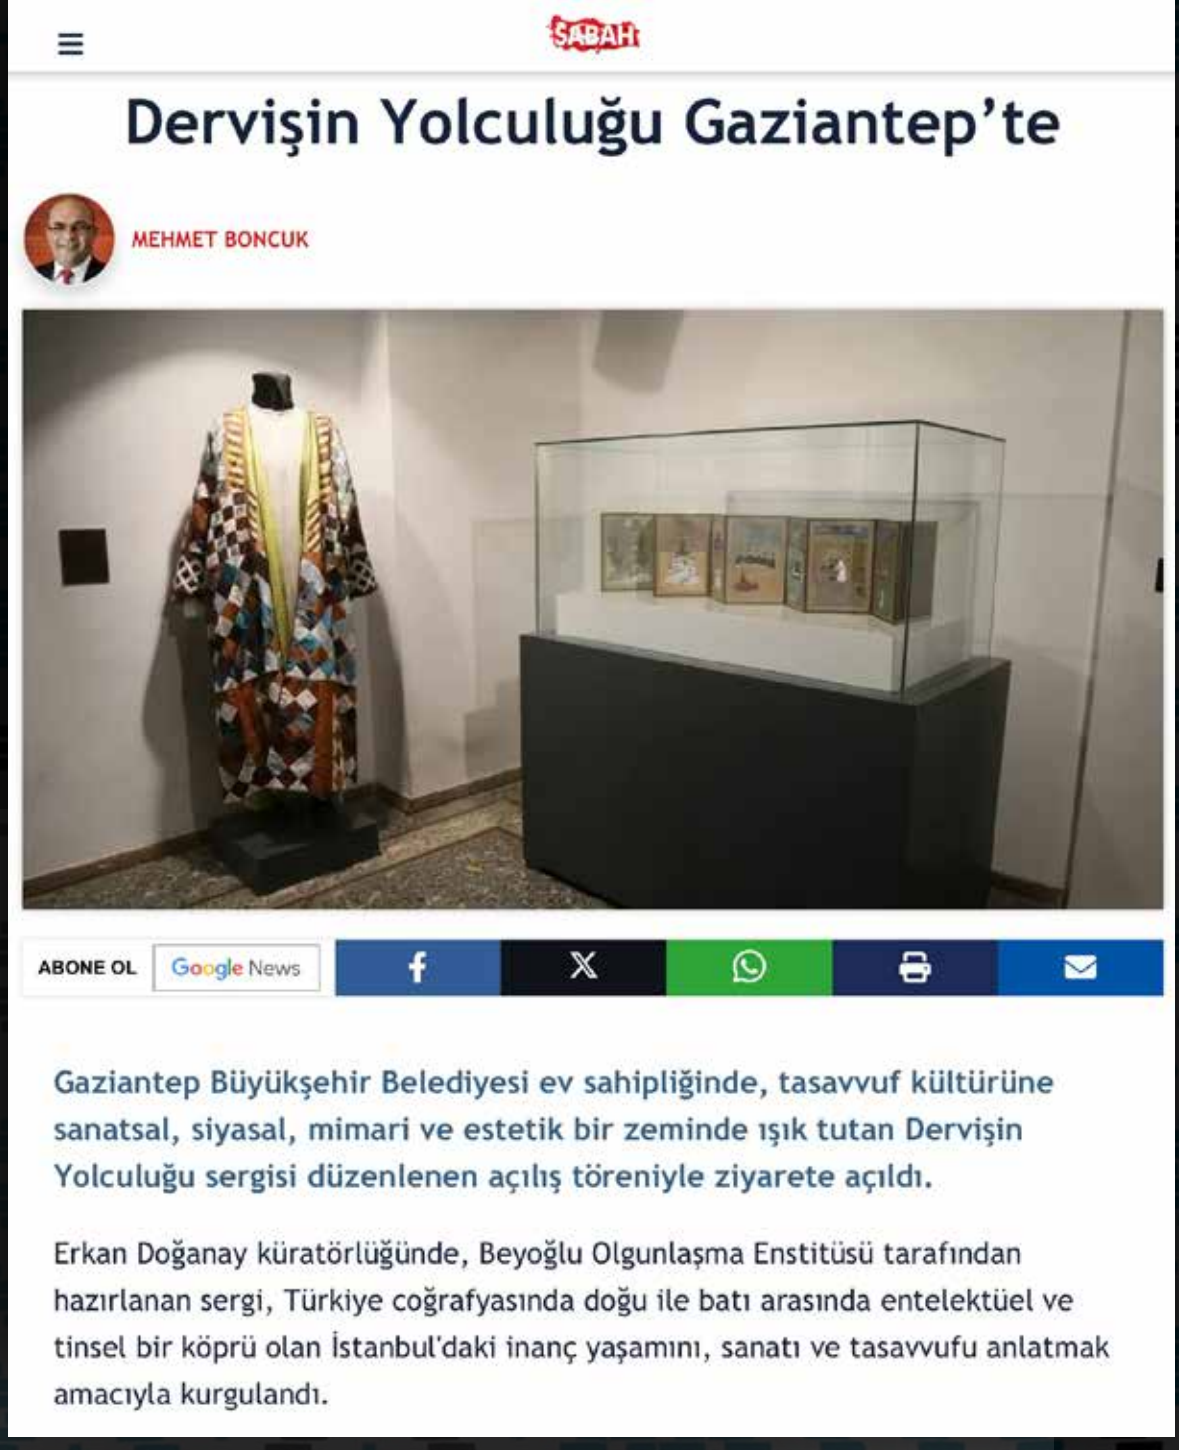 SABAH
Dervişin Yolculuğu Gaziantep’te
MEHMET BONCUK
ABONE OL Google News
Gaziantep Büyükşehir Belediyesi ev sahipliğinde, tasavvuf kültürüne
sanatsal, siyasal, mimari ve estetik bir zeminde ışık tutan Dervişin
Yolculuğu sergisi düzenlenen açılış töreniyle ziyarete açıldı.
Erkan Doğanay küratörlüğünde, Beyoğlu Olgunlaşma Enstitüsü tarafından
hazırlanan sergi, Türkiye coğrafyasında doğu ile batı arasında entelektüel ve
tinsel bir köprü olan İstanbul'daki inanç yaşamını, sanatı ve tasavvufu anlatmak
amacıyla kurgulandı.